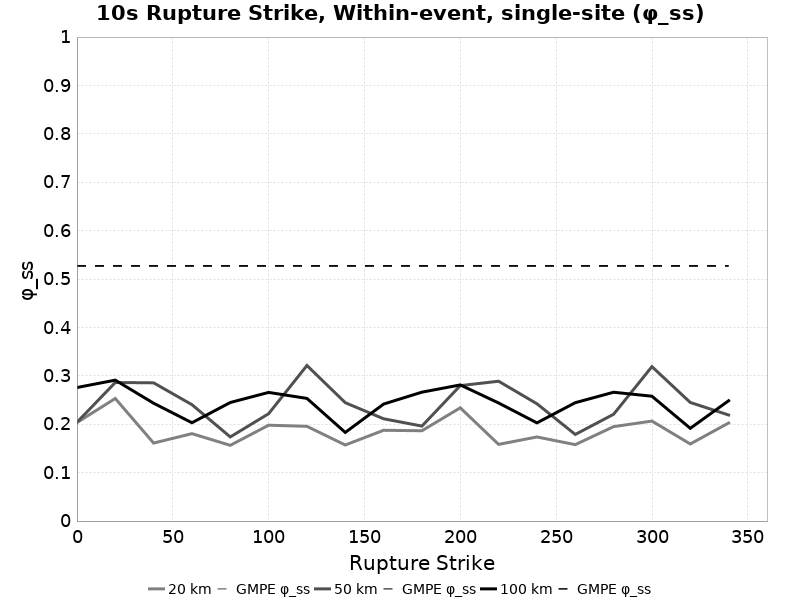 10s Rupture Strike, Within-event, single-site (φ_ss)
1
0.9
0.8
0.7
0.6
0.5
0.4
0.3
0.2
0.1
0
φ_ss
0 50 100 150 200 250 300 350
Rupture Strike
20 km GMPE φ_ss 50 km GMPE φ_ss 100 km GMPE φ_ss